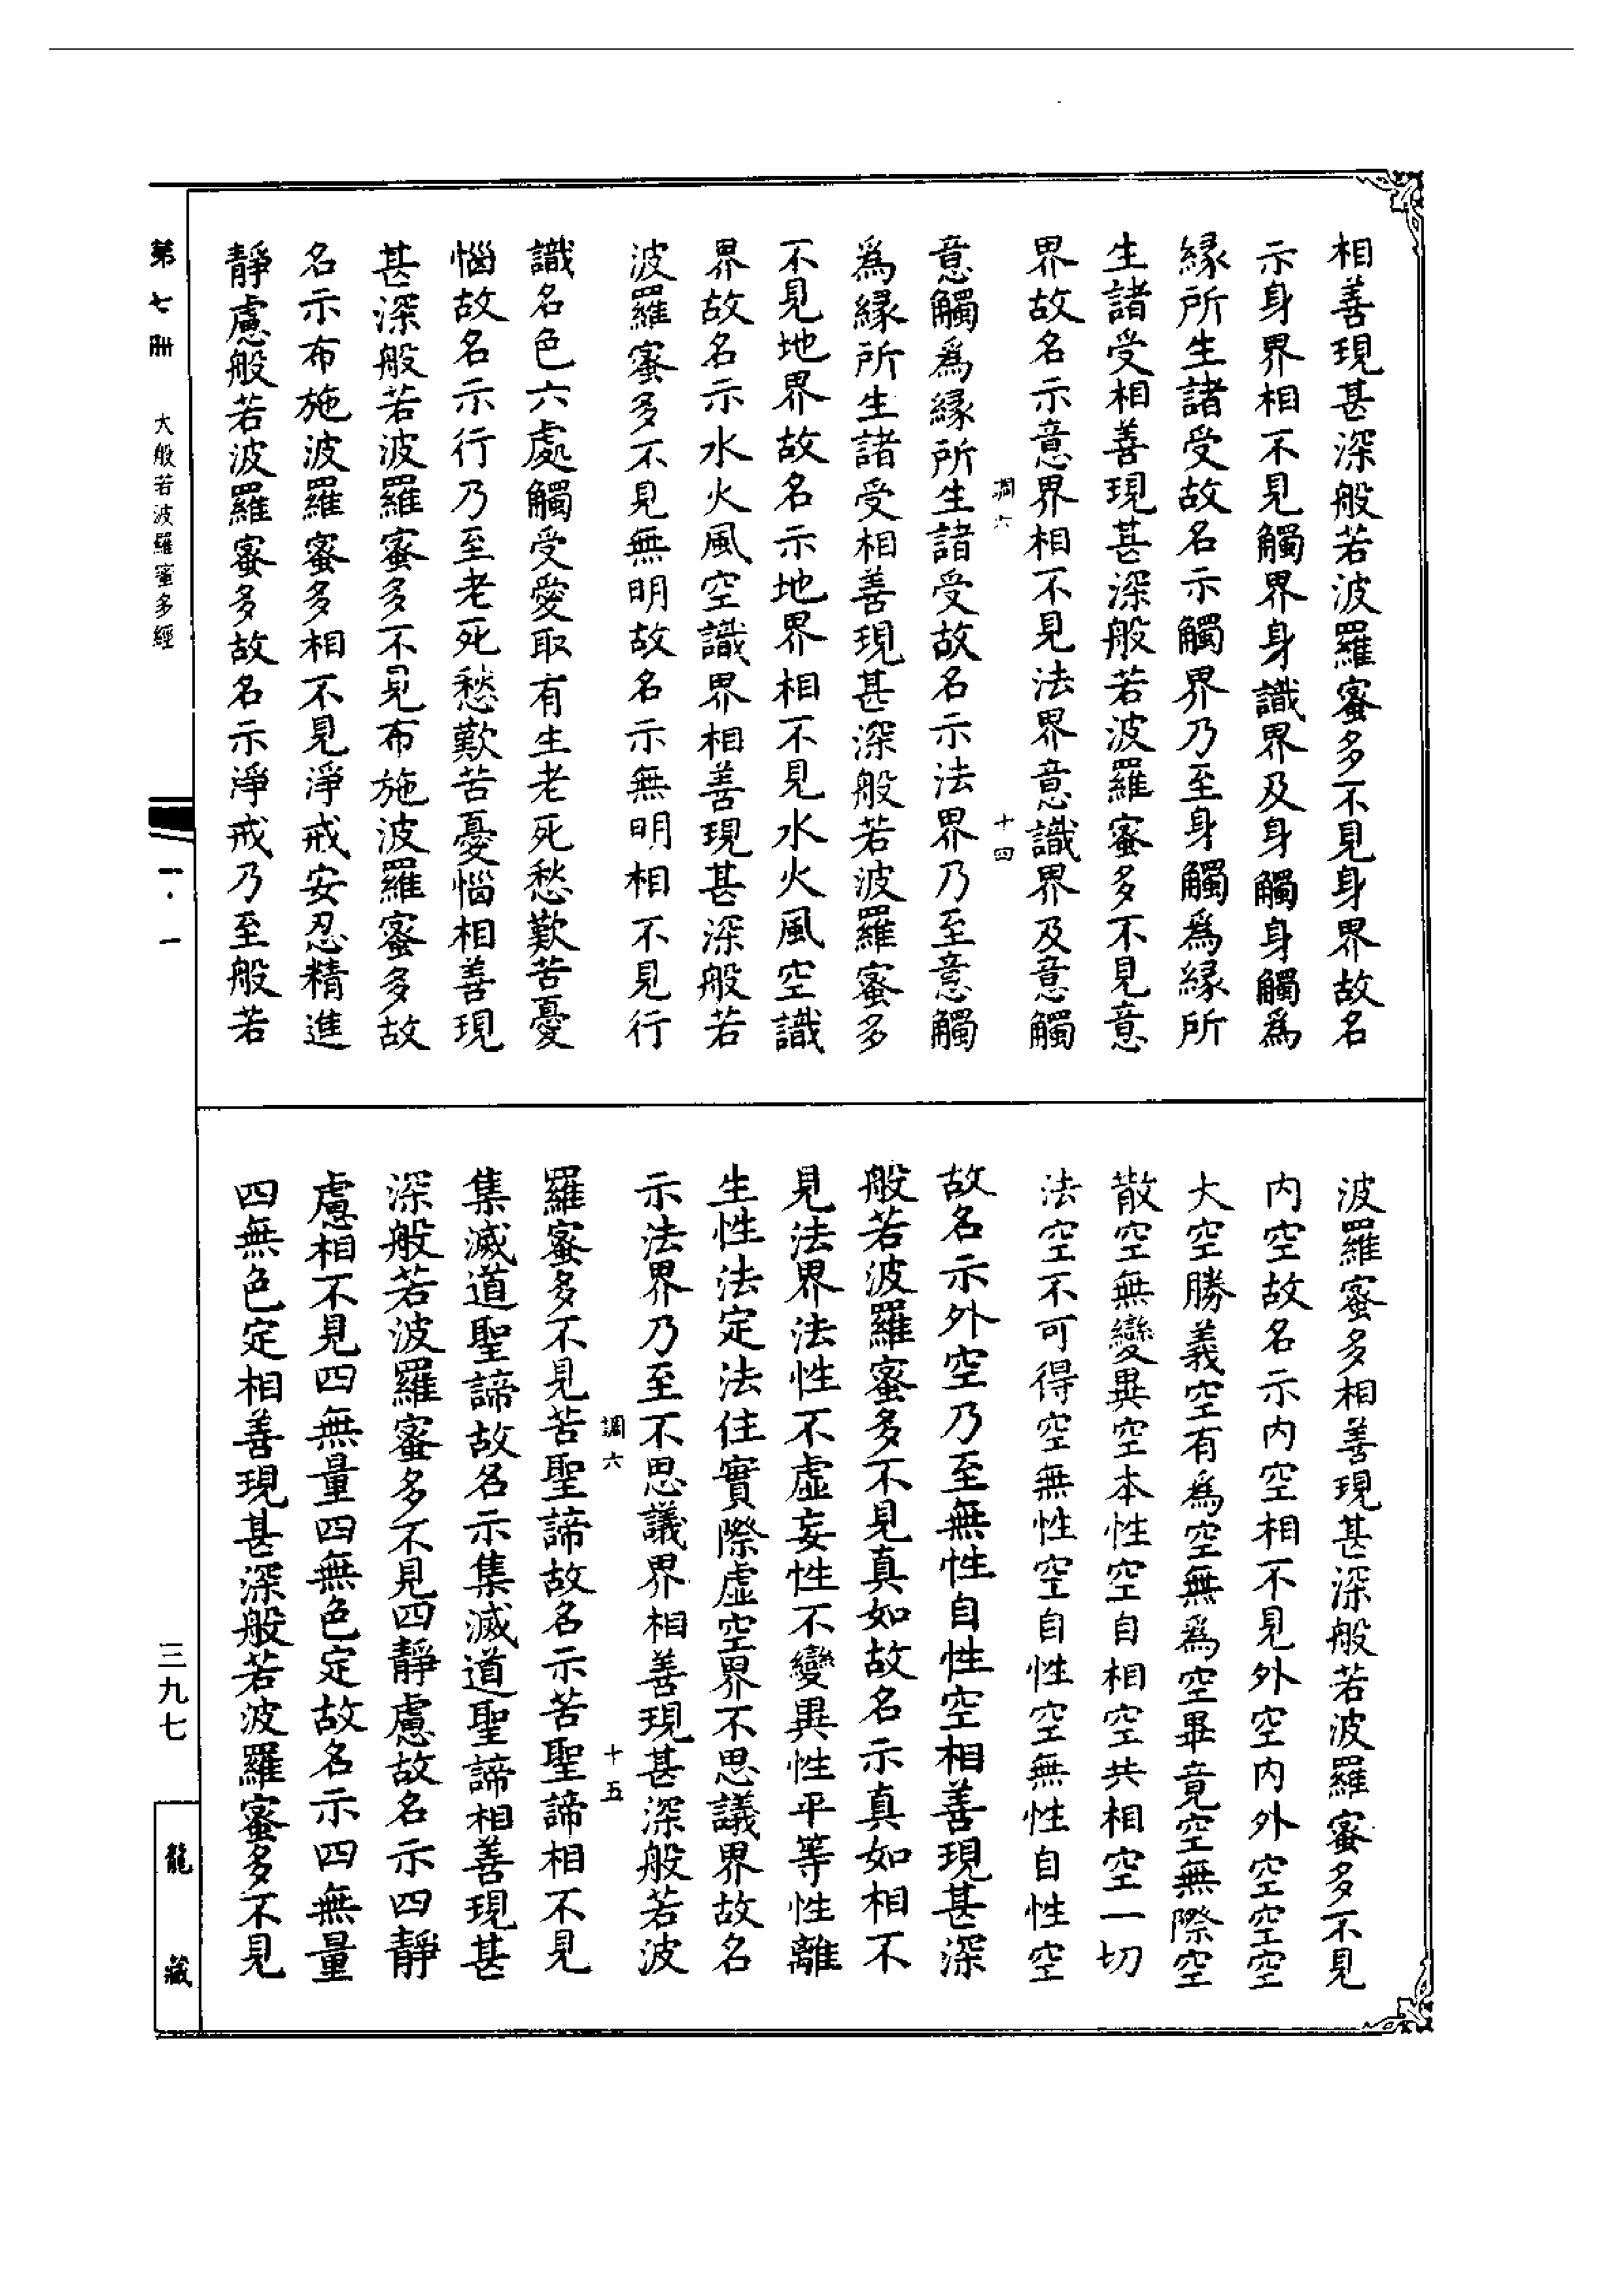 相善現甚深般若波羅蜜多不見身界故名
示身界相不見觸界身識界及身觸身觸為
緣所生諸受故名示觸界乃至身觸為緣所
生諸受相善現甚深般若波羅蜜多不見意
界故名示意界相不見法界意識界及意觸
調六 十四
意觸為緣所生諸受故名示法界乃至意觸
為緣所生諸受相善現甚深般若波羅蜜多
不見地界故名示地界相不見水火風空識
界故名示水火風空識界相善現甚深般若
波羅蜜多不見無明故名示無明相不見行
識名色六處觸受愛取有生老死愁歎苦憂
惱故名示行乃至老死愁歎苦憂惱相善現
甚深般若波羅蜜多不見布施波羅蜜多故
名示布施波羅蜜多相不見淨戒安忍精進
靜慮般若波羅蜜多故名示淨戒乃至般若
波羅蜜多相善現甚深般若波羅蜜多不見
内空故名示内空相不見外空内外空空空
大空勝義空有為空無為空畢竟空無際空
散空無變異空本性空自相空共相空一切
法空不可得空無性空自性空無性自性空
故名示外空乃至無性自性空相善現甚深
般若波羅蜜多不見真如故名示真如相不
見法界法性不虛妄性不變異性平等性離
生性法定法住實際虛空界不思議界故名
示法界乃至不思議界相善現甚深般若波
調六 十五
羅蜜多不見苦聖諦故名示苦聖諦相不見
集滅道聖諦故名示集滅道聖諦相善現甚
深般若波羅蜜多不見四靜慮故名示四靜
慮相不見四無量四無色定故名示四無量
四無色定相善現甚深般若波羅蜜多不見
第七冊 大般若波羅蜜多經 一·一 三九七 龍藏